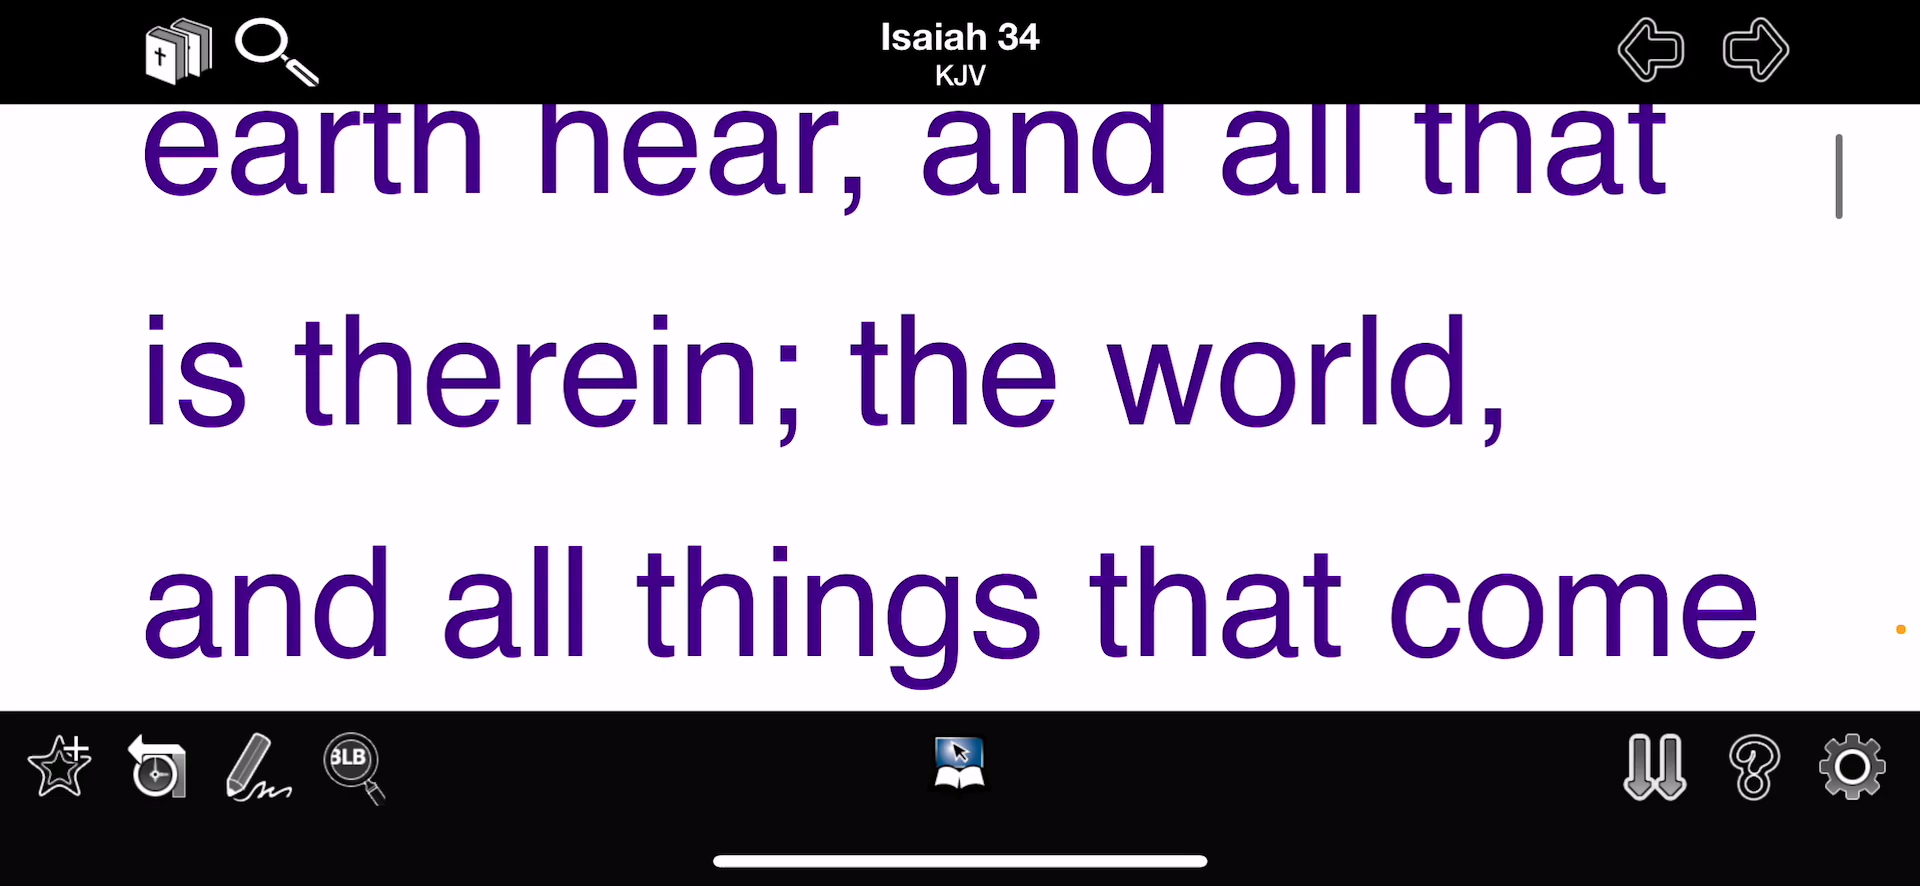 Isaiah 34
KJV
earth hear, and all that
is therein; the world,
and all things that come
BLB